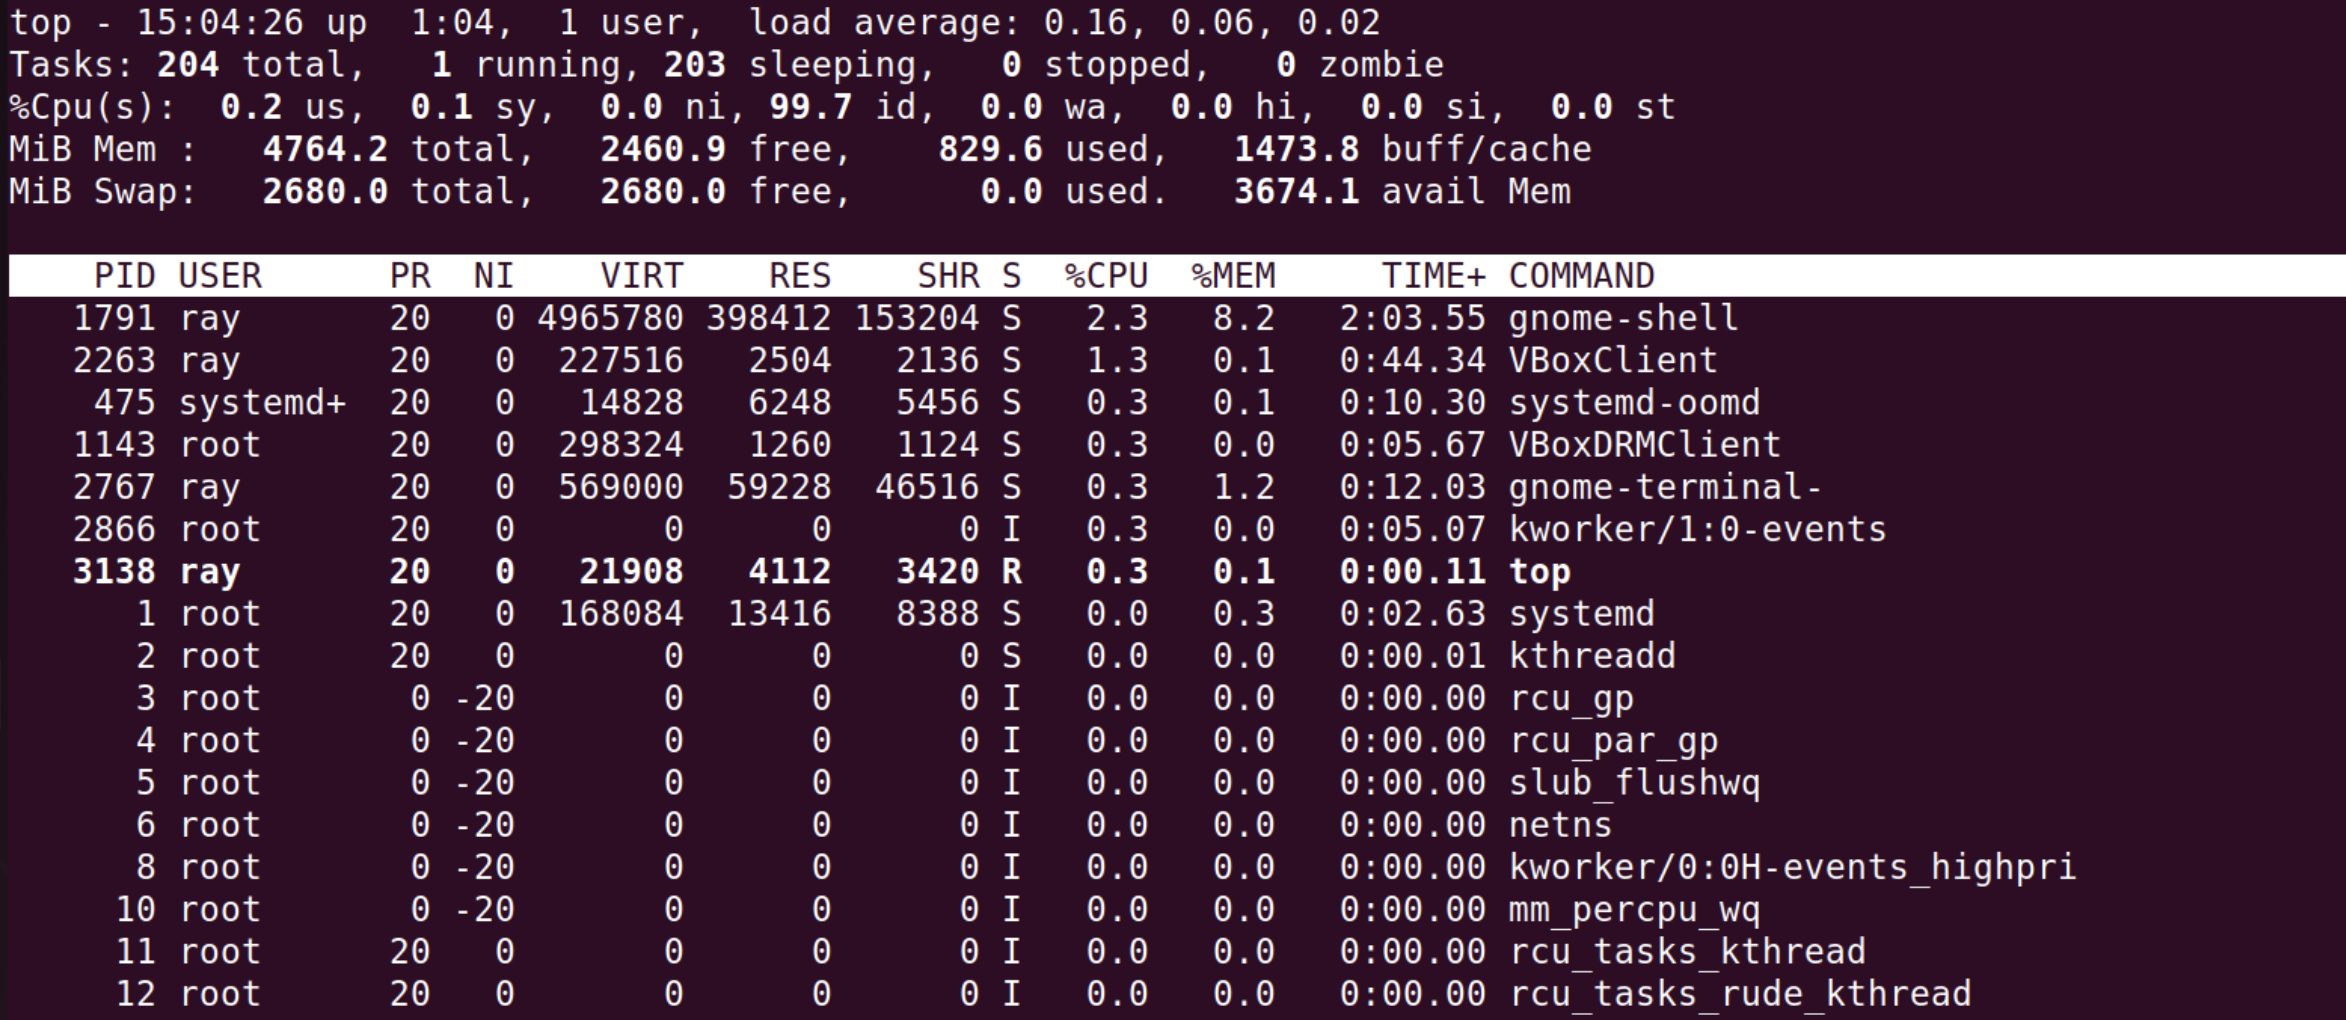 top - 15:04:26 up  1:04,  1 user,  load average: 0.16, 0.06, 0.02
Tasks: 204 total,   1 running, 203 sleeping,   0 stopped,   0 zombie
%Cpu(s):  0.2 us,  0.1 sy,  0.0 ni, 99.7 id,  0.0 wa,  0.0 hi,  0.0 si,  0.0 st
MiB Mem :   4764.2 total,   2460.9 free,    829.6 used,   1473.8 buff/cache
MiB Swap:   2680.0 total,   2680.0 free,      0.0 used.   3674.1 avail Mem
    PID USER      PR  NI    VIRT    RES    SHR S  %CPU  %MEM     TIME+ COMMAND
   1791 ray       20   0 4965780 398412 153204 S   2.3   8.2   2:03.55 gnome-shell
   2263 ray       20   0  227516   2504   2136 S   1.3   0.1   0:44.34 VBoxClient
    475 systemd+  20   0   14828   6248   5456 S   0.3   0.1   0:10.30 systemd-oomd
   1143 root      20   0  298324   1260   1124 S   0.3   0.0   0:05.67 VBoxDRMClient
   2767 ray       20   0  569000  59228  46516 S   0.3   1.2   0:12.03 gnome-terminal-
   2866 root      20   0       0      0      0 I   0.3   0.0   0:05.07 kworker/1:0-events
   3138 ray       20   0   21908   4112   3420 R   0.3   0.1   0:00.11 top
      1 root      20   0  168084  13416   8388 S   0.0   0.3   0:02.63 systemd
      2 root      20   0       0      0      0 S   0.0   0.0   0:00.01 kthreadd
      3 root       0 -20       0      0      0 I   0.0   0.0   0:00.00 rcu_gp
      4 root       0 -20       0      0      0 I   0.0   0.0   0:00.00 rcu_par_gp
      5 root       0 -20       0      0      0 I   0.0   0.0   0:00.00 slub_flushwq
      6 root       0 -20       0      0      0 I   0.0   0.0   0:00.00 netns
      8 root       0 -20       0      0      0 I   0.0   0.0   0:00.00 kworker/0:0H-events_highpri
     10 root       0 -20       0      0      0 I   0.0   0.0   0:00.00 mm_percpu_wq
     11 root      20   0       0      0      0 I   0.0   0.0   0:00.00 rcu_tasks_kthread
     12 root      20   0       0      0      0 I   0.0   0.0   0:00.00 rcu_tasks_rude_kthread